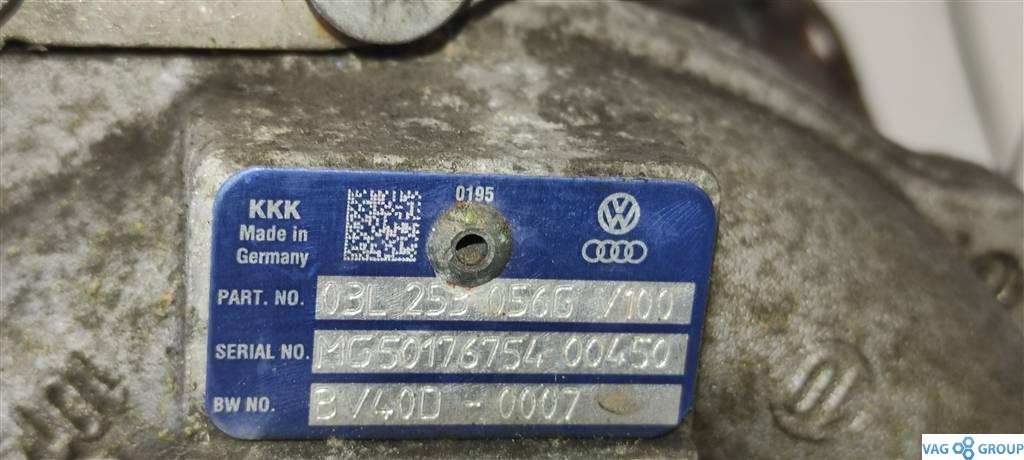 0195
KKK
Made in
Germany
PART. NO. 03L 253 056G /100
SERIAL NO. MG50176754 00450
BW NO. BV40D - 0007
VAG GROUP